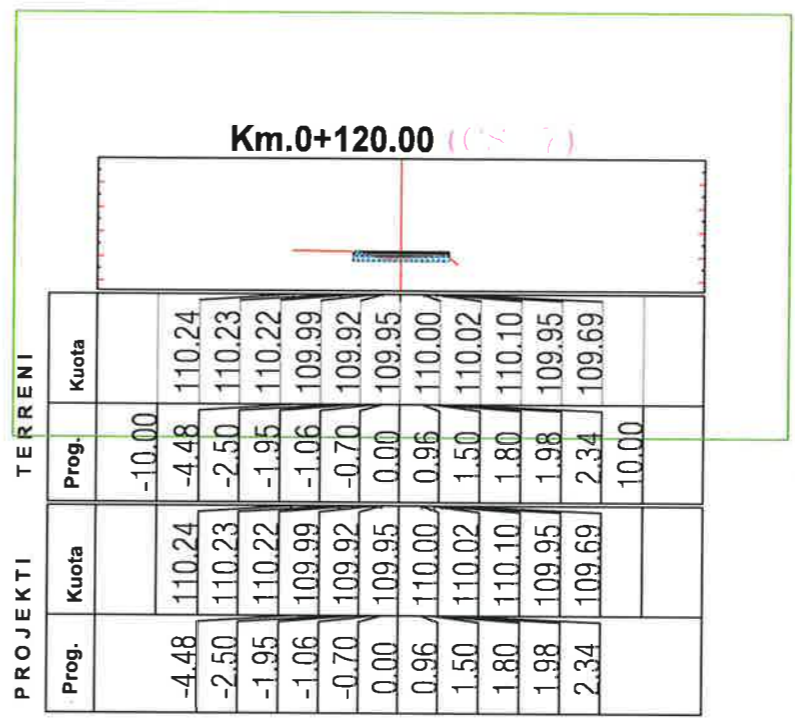 Km.0+120.00
TERRENI
Kuota
110.24 110.23 110.22 109.99 109.92 109.95 110.00 110.02 110.10 109.95 109.69
Prog.
-10.00 -4.48 -2.50 -1.95 -1.06 -0.70 0.00 0.96 1.50 1.80 1.98 2.34 10.00
PROJEKTI
Kuota
110.24 110.23 110.22 109.99 109.92 109.95 110.00 110.02 110.10 109.95 109.69
Prog.
-4.48 -2.50 -1.95 -1.06 -0.70 0.00 0.96 1.50 1.80 1.98 2.34